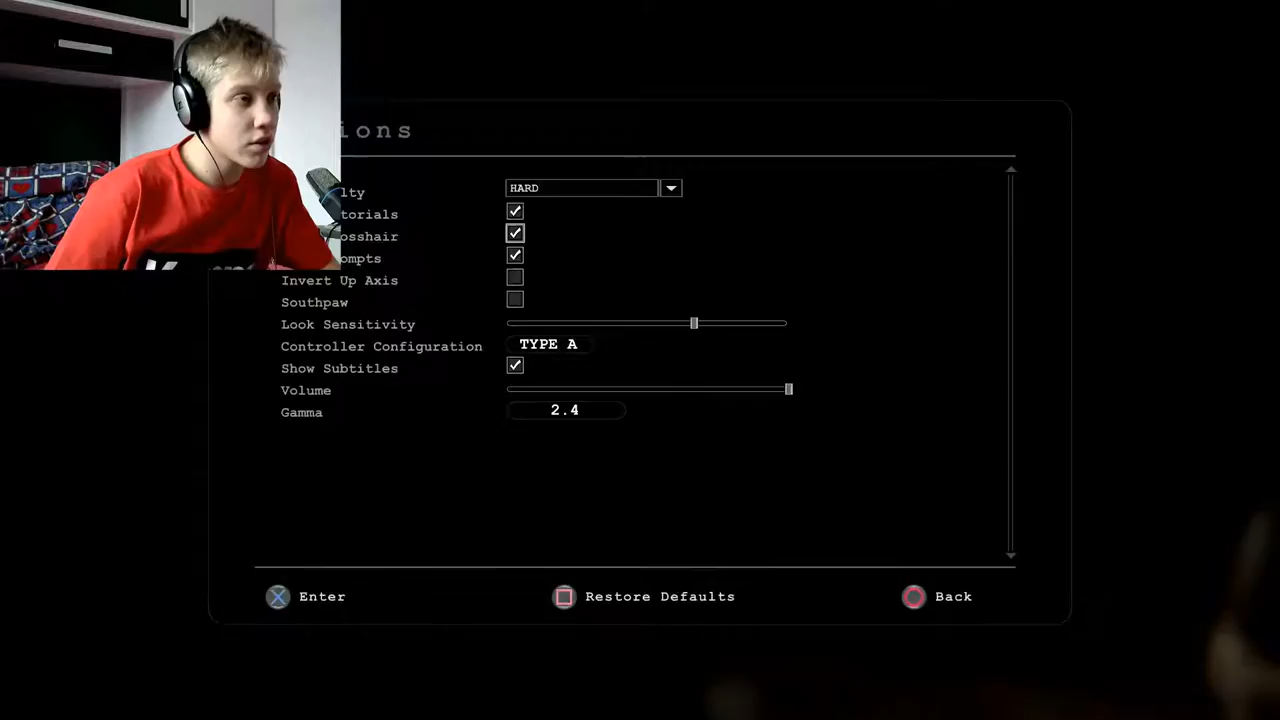 ions
lty HARD
torials
osshair
ompts
Invert Up Axis
Southpaw
Look Sensitivity
Controller Configuration TYPE A
Show Subtitles
Volume
Gamma 2.4
Enter Restore Defaults Back